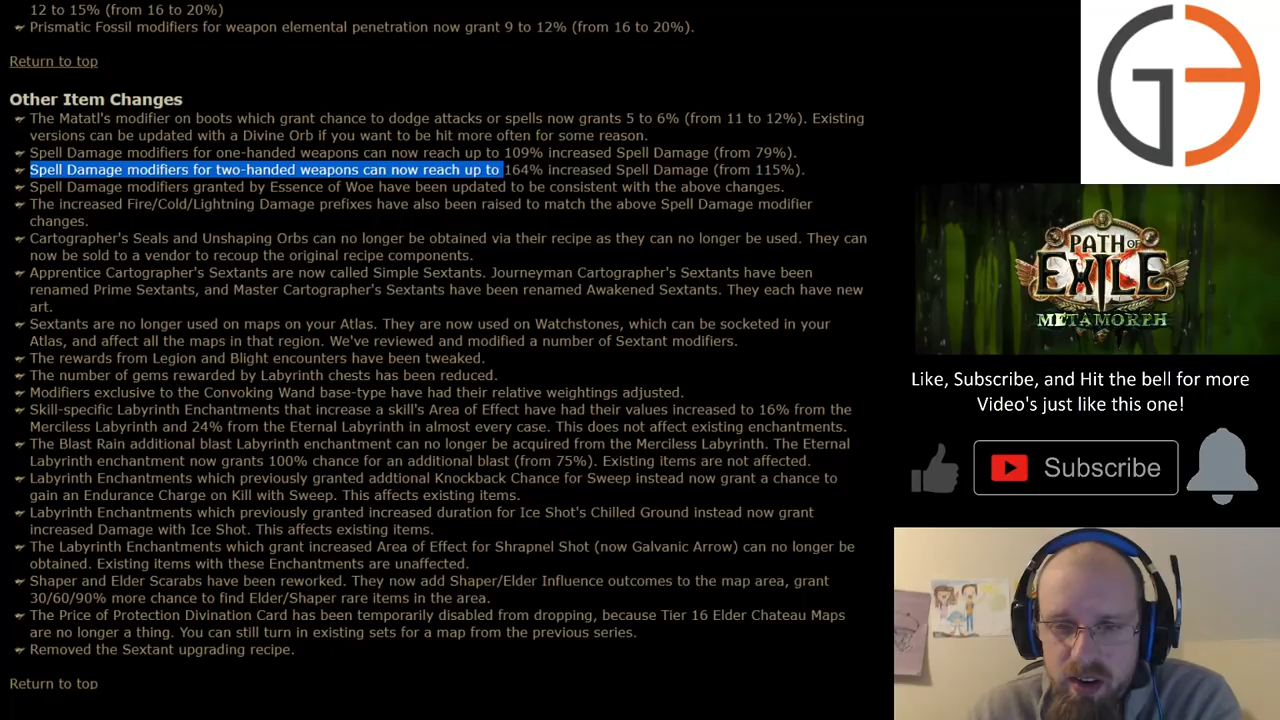 12 to 15% (from 16 to 20%)
Prismatic Fossil modifiers for weapon elemental penetration now grant 9 to 12% (from 16 to 20%).
Return to top
Other Item Changes
The Matatl's modifier on boots which grant chance to dodge attacks or spells now grants 5 to 6% (from 11 to 12%). Existing
versions can be updated with a Divine Orb if you want to be hit more often for some reason.
Spell Damage modifiers for one-handed weapons can now reach up to 109% increased Spell Damage (from 79%).
Spell Damage modifiers for two-handed weapons can now reach up to 164% increased Spell Damage (from 115%).
Spell Damage modifiers granted by Essence of Woe have been updated to be consistent with the above changes.
The increased Fire/Cold/Lightning Damage prefixes have also been raised to match the above Spell Damage modifier
changes.
Cartographer's Seals and Unshaping Orbs can no longer be obtained via their recipe as they can no longer be used. They can
now be sold to a vendor to recoup the original recipe components.
Apprentice Cartographer's Sextants are now called Simple Sextants. Journeyman Cartographer's Sextants have been
renamed Prime Sextants, and Master Cartographer's Sextants have been renamed Awakened Sextants. They each have new
art.
Sextants are no longer used on maps on your Atlas. They are now used on Watchstones, which can be socketed in your
Atlas, and affect all the maps in that region. We've reviewed and modified a number of Sextant modifiers.
The rewards from Legion and Blight encounters have been tweaked.
The number of gems rewarded by Labyrinth chests has been reduced.
Modifiers exclusive to the Convoking Wand base-type have had their relative weightings adjusted.
Skill-specific Labyrinth Enchantments that increase a skill's Area of Effect have had their values increased to 16% from the
Merciless Labyrinth and 24% from the Eternal Labyrinth in almost every case. This does not affect existing enchantments.
The Blast Rain additional blast Labyrinth enchantment can no longer be acquired from the Merciless Labyrinth. The Eternal
Labyrinth enchantment now grants 100% chance for an additional blast (from 75%). Existing items are not affected.
Labyrinth Enchantments which previously granted addtional Knockback Chance for Sweep instead now grant a chance to
gain an Endurance Charge on Kill with Sweep. This affects existing items.
Labyrinth Enchantments which previously granted increased duration for Ice Shot's Chilled Ground instead now grant
increased Damage with Ice Shot. This affects existing items.
The Labyrinth Enchantments which grant increased Area of Effect for Shrapnel Shot (now Galvanic Arrow) can no longer be
obtained. Existing items with these Enchantments are unaffected.
Shaper and Elder Scarabs have been reworked. They now add Shaper/Elder Influence outcomes to the map area, grant
30/60/90% more chance to find Elder/Shaper rare items in the area.
The Price of Protection Divination Card has been temporarily disabled from dropping, because Tier 16 Elder Chateau Maps
are no longer a thing. You can still turn in existing sets for a map from the previous series.
Removed the Sextant upgrading recipe.
Return to top
PATH OF
EXILE
METAMORPH
Like, Subscribe, and Hit the bell for more
Video's just like this one!
Subscribe